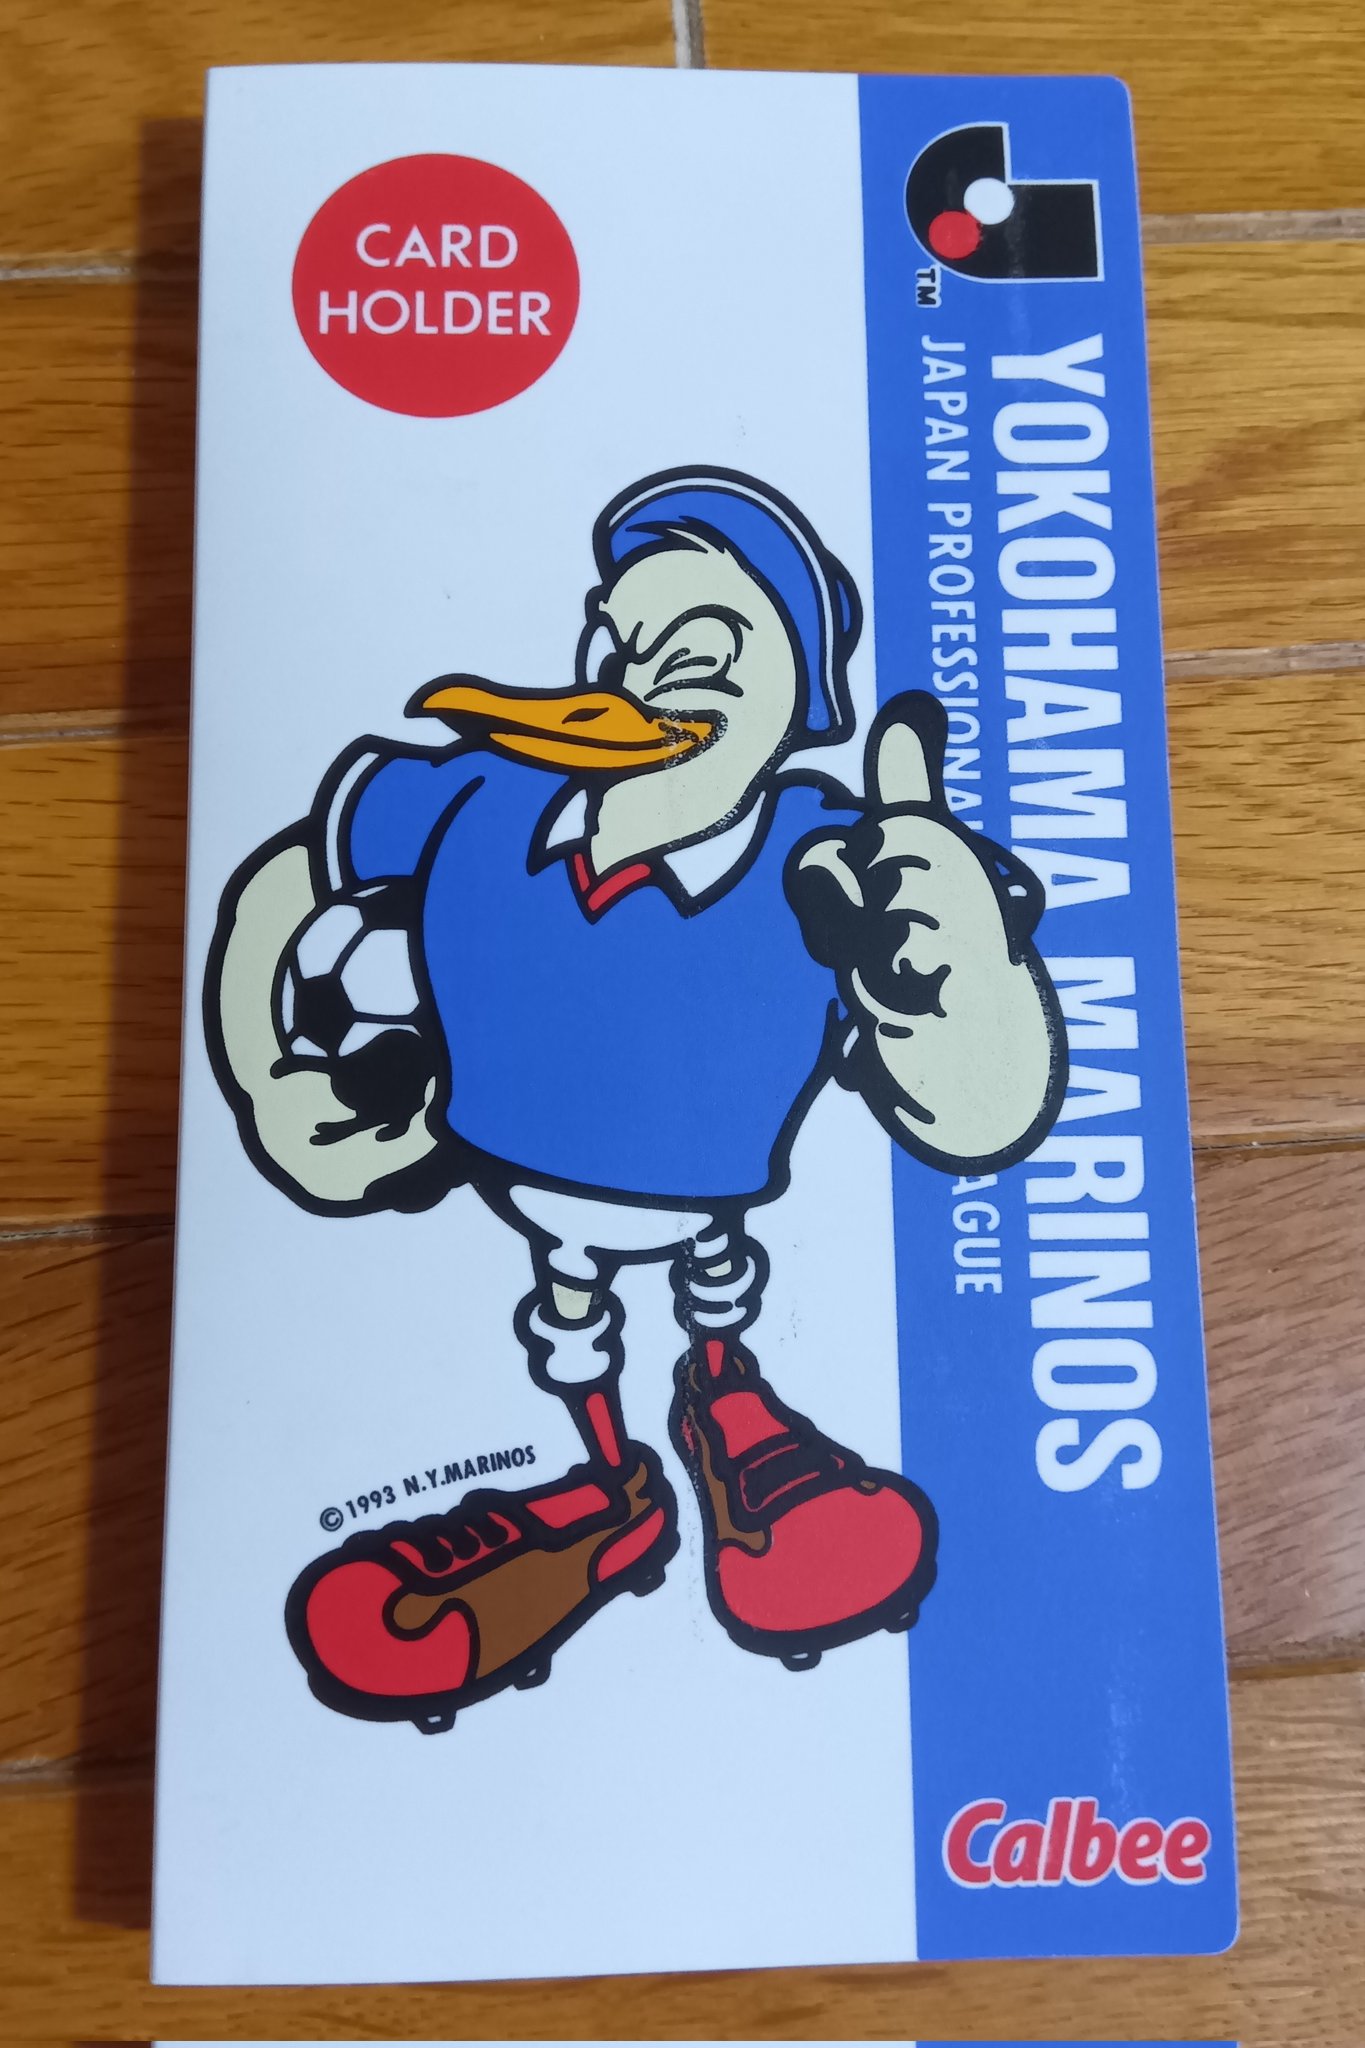 CARD
HOLDER
TM
YOKOHAMA MARINOS
JAPAN PROFESSIONAL
AGUE
©1993 N.Y.MARINOS
Calbee